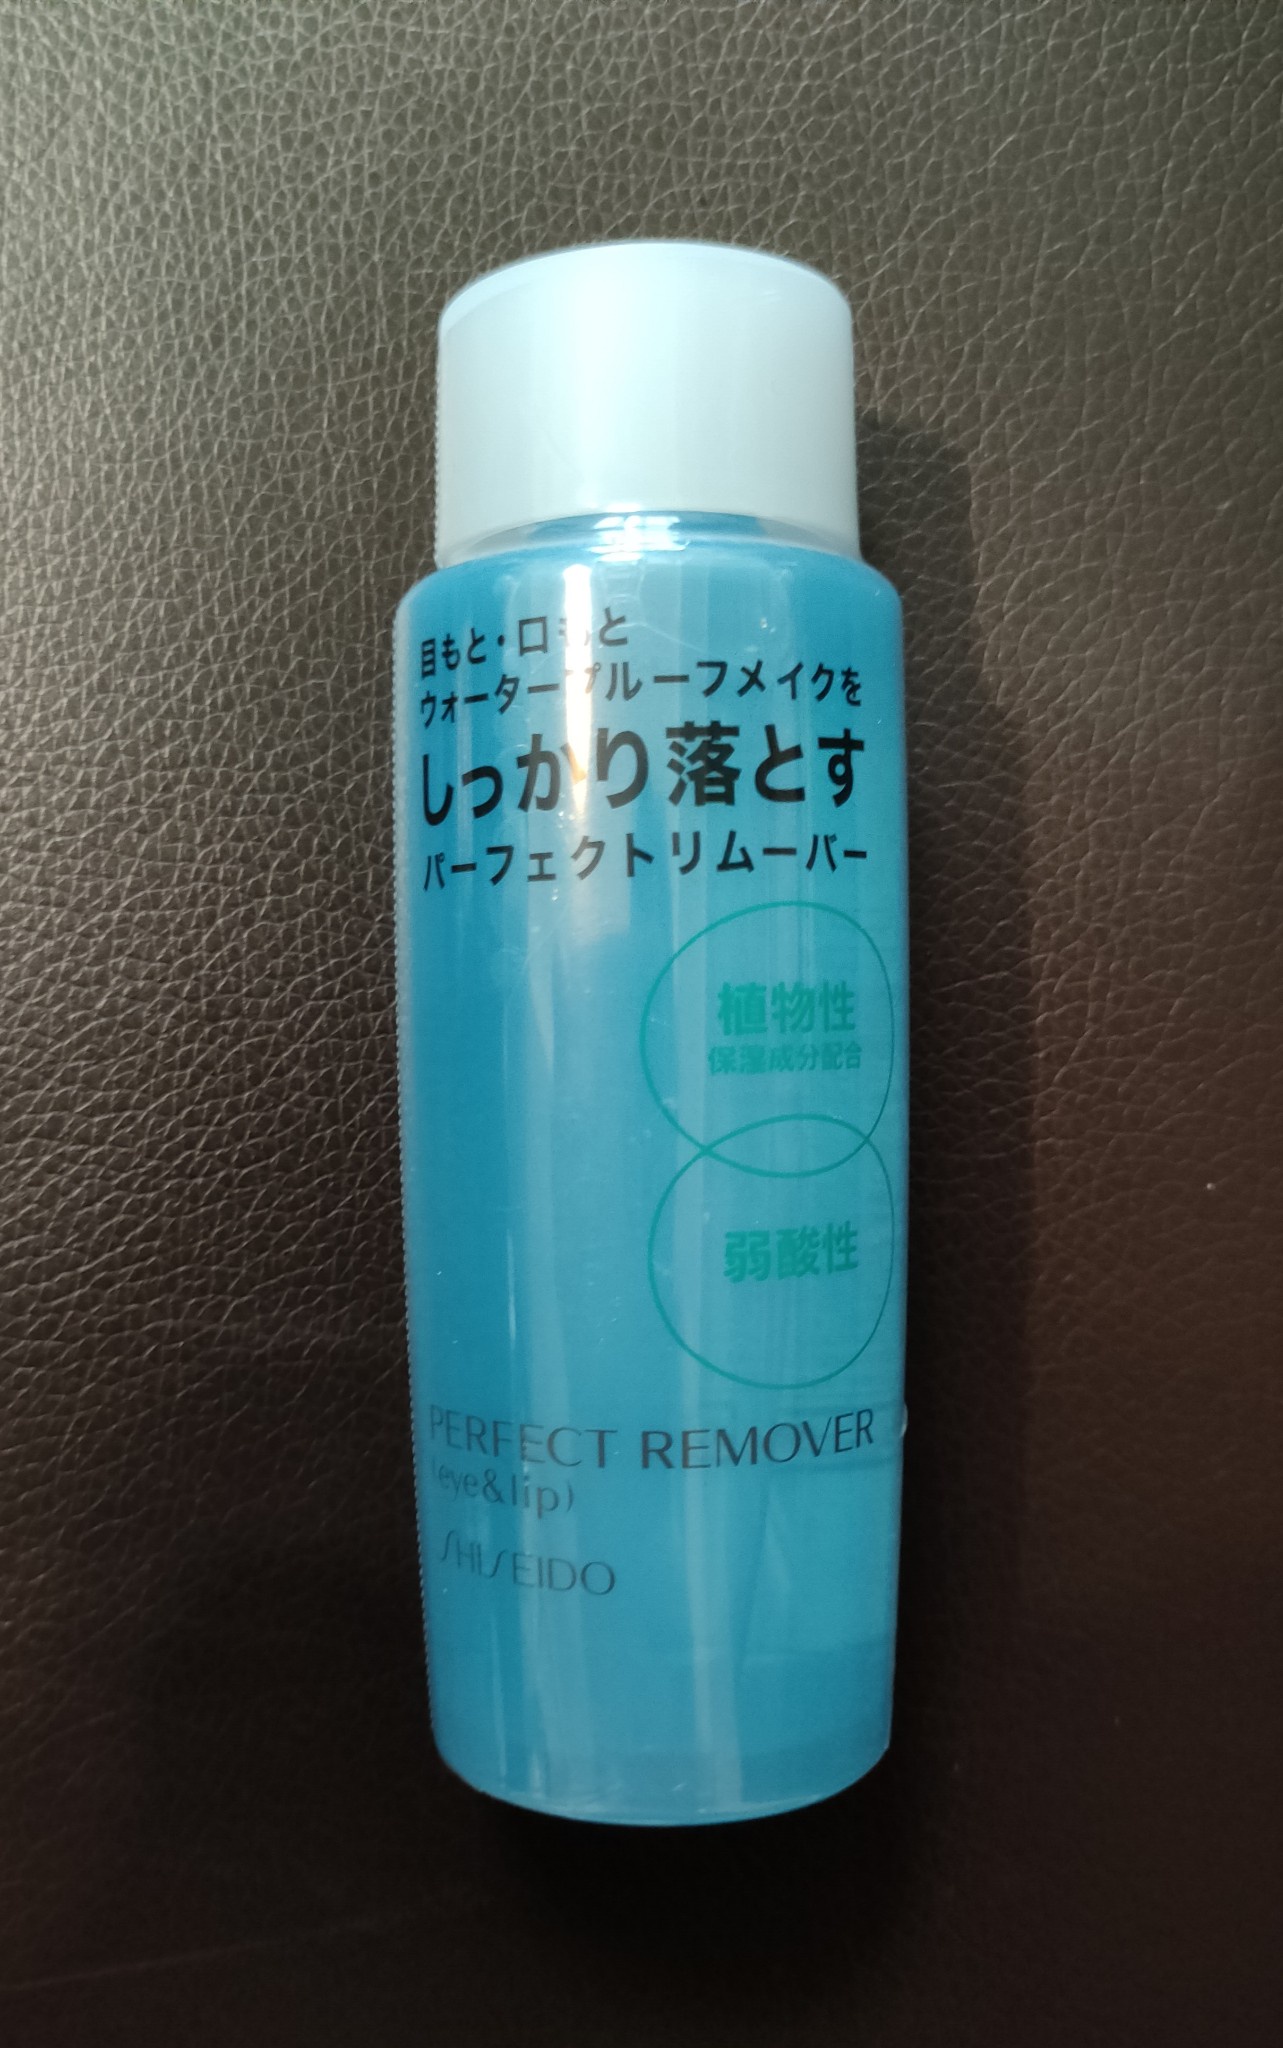 目もと・口もと
ウォータープルーフメイクを
しっかり落とす
パーフェクトリムーバー
植物性
保湿成分配合
弱酸性
PERFECT REMOVER
(eye&lip)
SHISEIDO